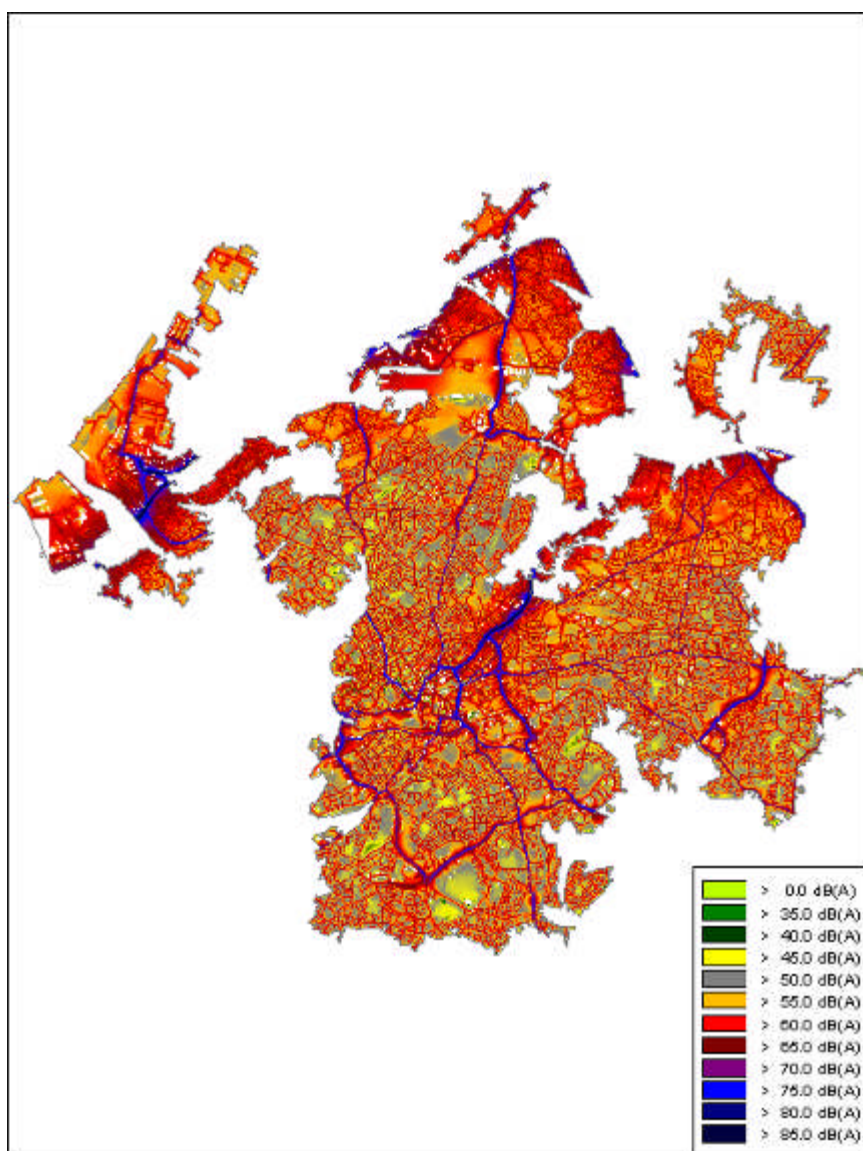 > 0.0 dB(A)
> 35.0 dB(A)
> 40.0 dB(A)
> 45.0 dB(A)
> 50.0 dB(A)
> 55.0 dB(A)
> 60.0 dB(A)
> 65.0 dB(A)
> 70.0 dB(A)
> 75.0 dB(A)
> 80.0 dB(A)
> 85.0 dB(A)